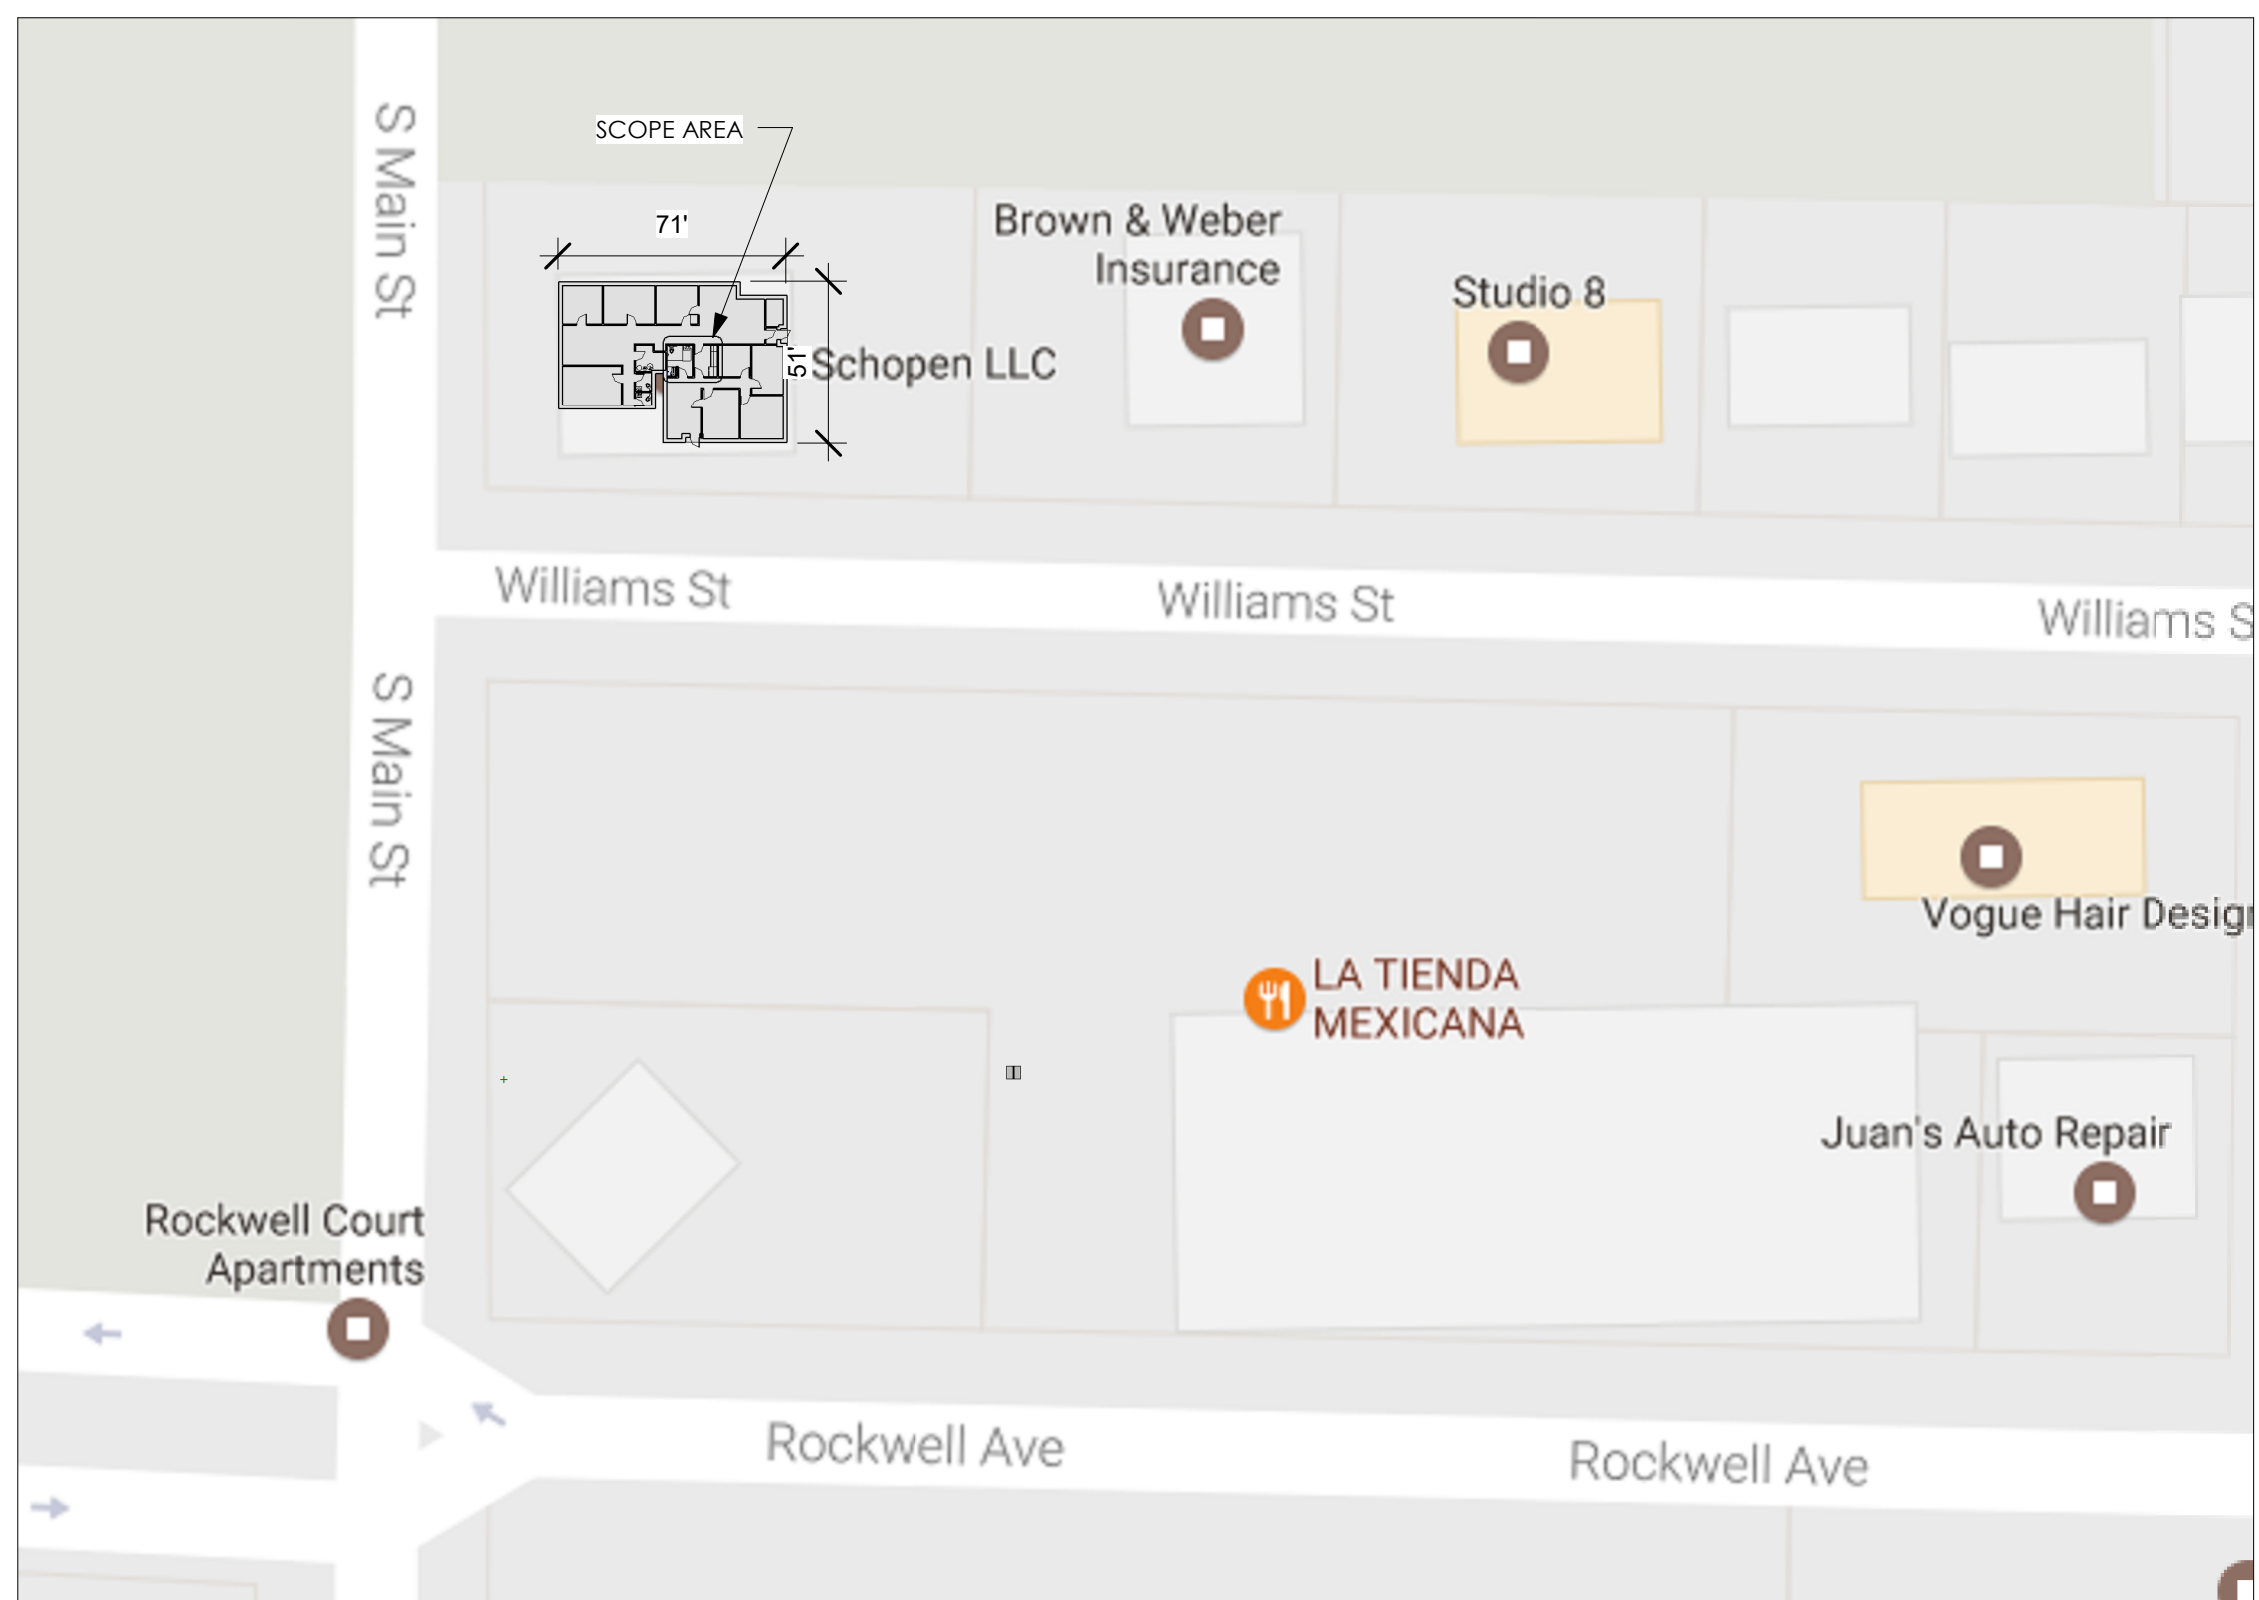 S Main St
SCOPE AREA
71'
51'
Schopen LLC
Brown & Weber
Insurance
Studio 8
Williams St
Williams St
Williams S
S Main St
Vogue Hair Design
LA TIENDA
MEXICANA
Juan's Auto Repair
Rockwell Court
Apartments
Rockwell Ave
Rockwell Ave